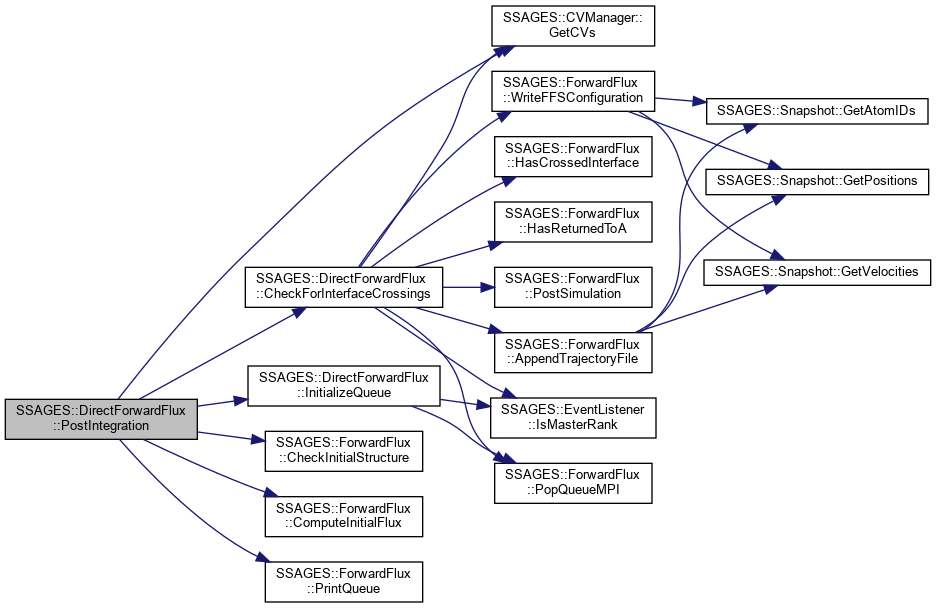 SSAGES::DirectForwardFlux
::PostIntegration
SSAGES::DirectForwardFlux
::CheckForInterfaceCrossings
SSAGES::DirectForwardFlux
::InitializeQueue
SSAGES::ForwardFlux
::CheckInitialStructure
SSAGES::ForwardFlux
::ComputeInitialFlux
SSAGES::ForwardFlux
::PrintQueue
SSAGES::CVManager::
GetCVs
SSAGES::ForwardFlux
::WriteFFSConfiguration
SSAGES::ForwardFlux
::HasCrossedInterface
SSAGES::ForwardFlux
::HasReturnedToA
SSAGES::ForwardFlux
::PostSimulation
SSAGES::ForwardFlux
::AppendTrajectoryFile
SSAGES::EventListener
::IsMasterRank
SSAGES::ForwardFlux
::PopQueueMPI
SSAGES::Snapshot::GetAtomIDs
SSAGES::Snapshot::GetPositions
SSAGES::Snapshot::GetVelocities